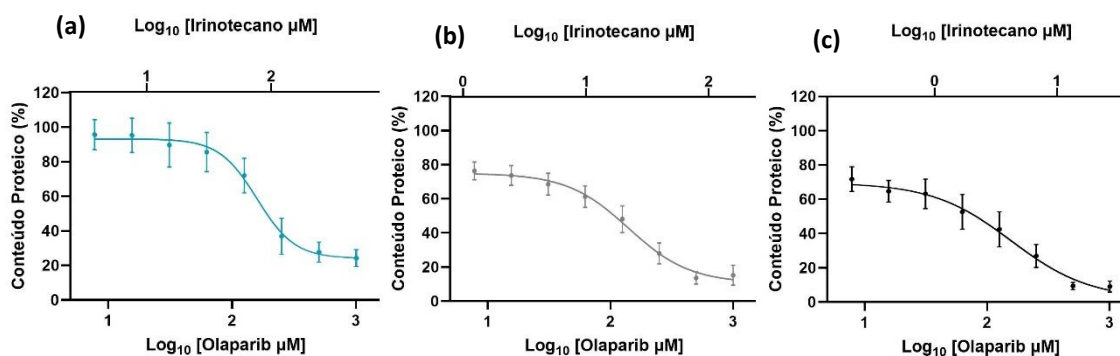 (a)
Log10 [Irinotecano µM]
1 2
Conteúdo Proteico (%)
120
100
80
60
40
20
0
1 2 3
Log10 [Olaparib µM]
(b)
Log10 [Irinotecano µM]
0 1 2
Conteúdo Proteico (%)
120
100
80
60
40
20
0
1 2 3
Log10 [Olaparib µM]
(c)
Log10 [Irinotecano µM]
0 1
Conteúdo Proteico (%)
120
100
80
60
40
20
0
1 2 3
Log10 [Olaparib µM]